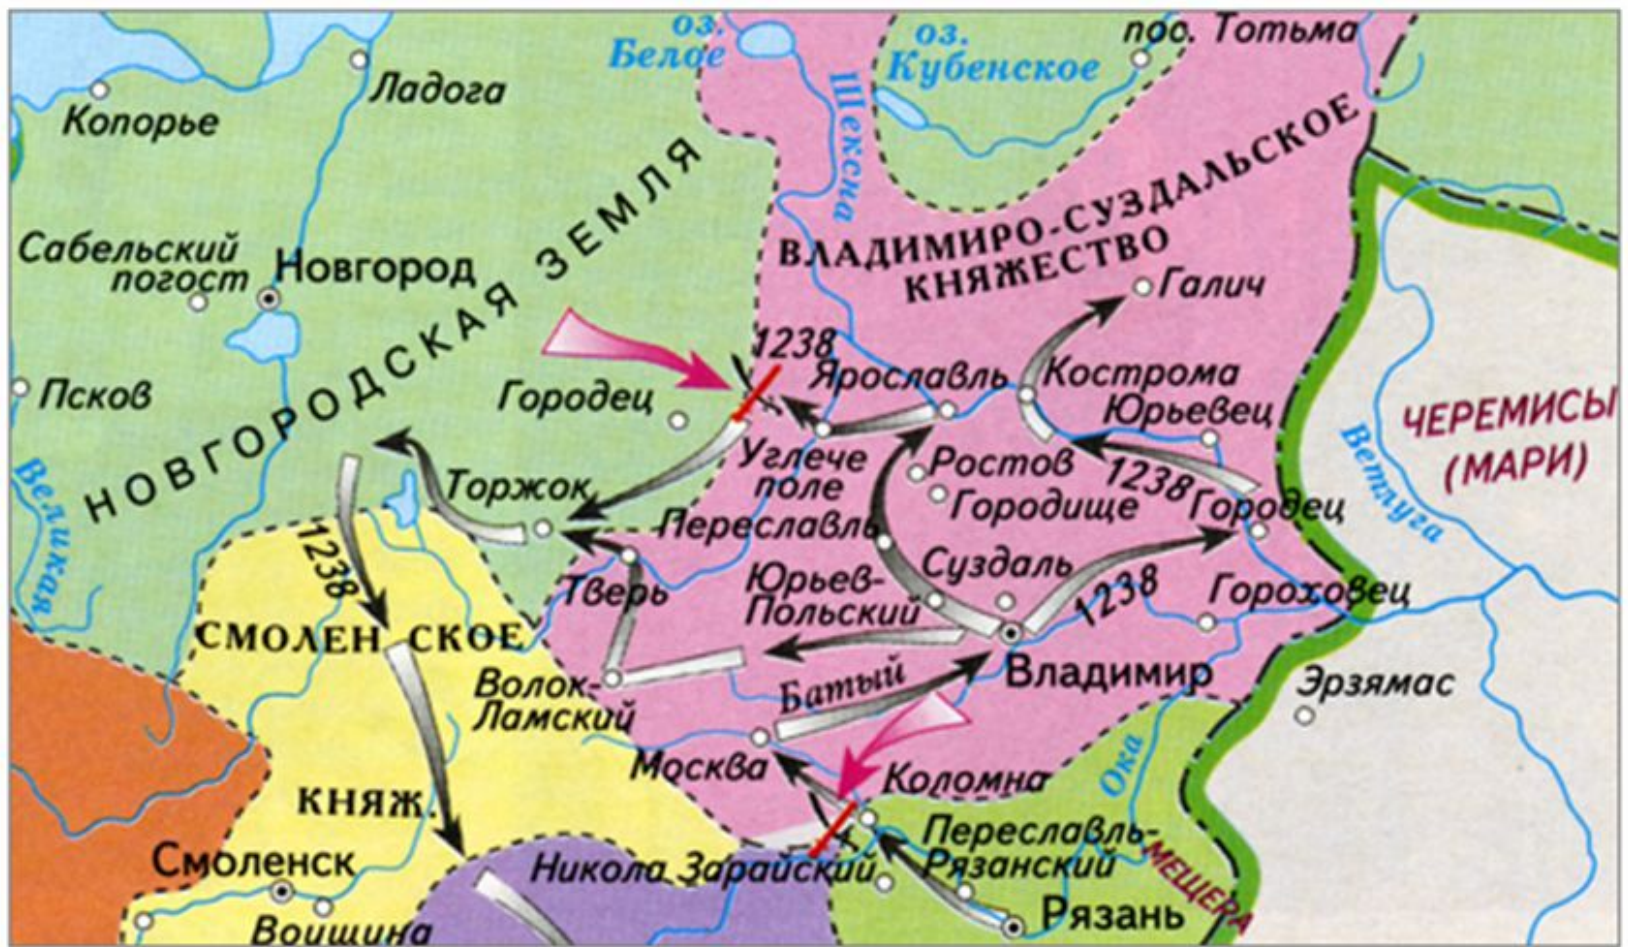 оз.
Белое
оз.
Кубенское
пос. Тотьма
Ладога
Копорье
Шексна
НОВГОРОДСКАЯ ЗЕМЛЯ
ВЛАДИМИРО-СУЗДАЛЬСКОЕ
КНЯЖЕСТВО
Сабельский
погост
Новгород
Галич
1238
Псков
Городец
Ярославль
Кострома
Юрьевец
ЧЕРЕМИСЫ
(МАРИ)
Ветлуга
Великая
Торжок
Углече
поле
Ростов
Городище
1238
Городец
Переславль
1238
Тверь
Юрьев-
Польский
Суздаль
1238
Гороховец
СМОЛЕНСКОЕ
КНЯЖ.
Волок-
Ламский
Батый
Владимир
Эрзямас
Москва
Коломна
Ока
Переславль-
Рязанский
МЕЩЕРА
Никола Зарайский
Смоленск
Воищина
Рязань